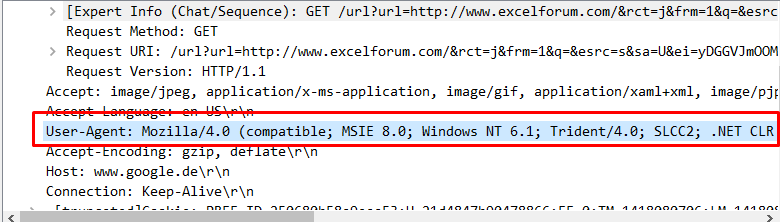 [Expert Info (Chat/Sequence): GET /url?url=http://www.excelforum.com/&rct=j&frm=1&q=&esrc
Request Method: GET
Request URI: /url?url=http://www.excelforum.com/&rct=j&frm=1&q=&esrc=s&sa=U&ei=yDGGVJmOOM
Request Version: HTTP/1.1
Accept: image/jpeg, application/x-ms-application, image/gif, application/xaml+xml, image/pjp
Accept-Language: en-US\r\n
User-Agent: Mozilla/4.0 (compatible; MSIE 8.0; Windows NT 6.1; Trident/4.0; SLCC2; .NET CLR
Accept-Encoding: gzip, deflate\r\n
Host: www.google.de\r\n
Connection: Keep-Alive\r\n